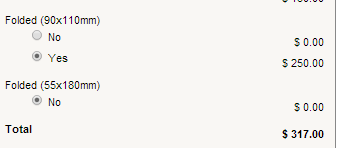 Folded (90x110mm)
No
$ 0.00
Yes
$ 250.00
Folded (55x180mm)
No
$ 0.00
Total
$ 317.00